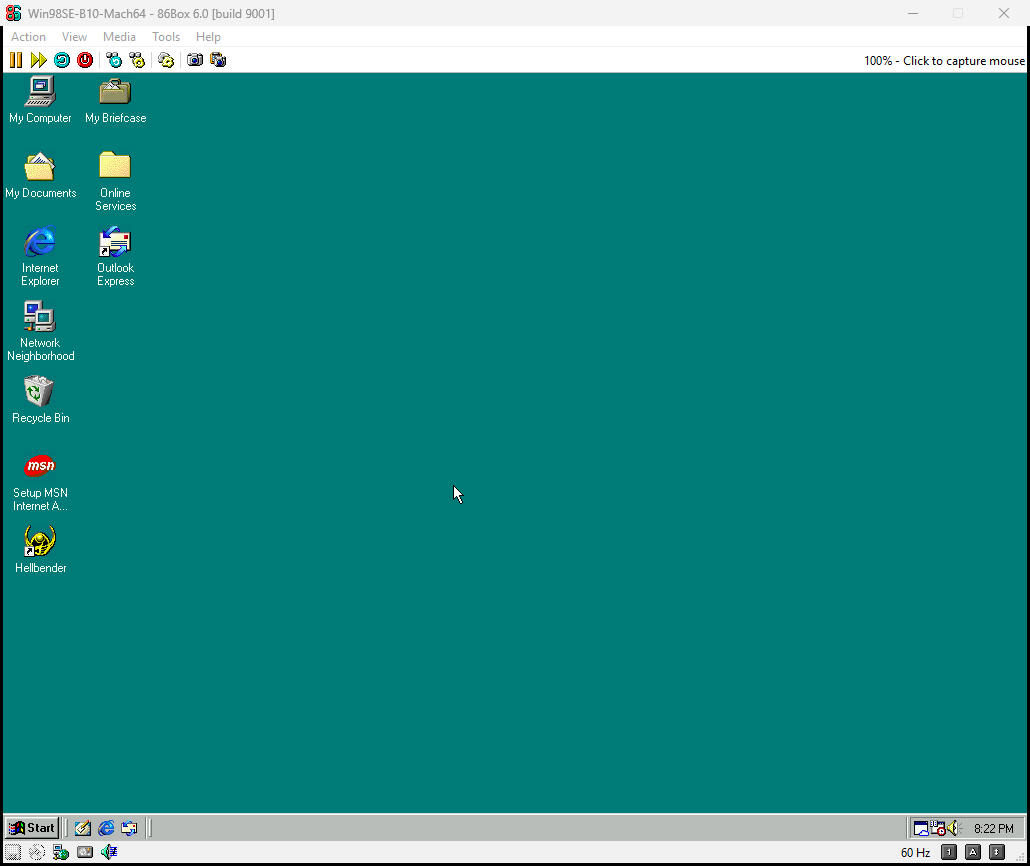 Win98SE-B10-Mach64 - 86Box 6.0 [build 9001]
Action View Media Tools Help
100% - Click to capture mouse
My Computer
My Briefcase
My Documents
Online
Services
Internet
Explorer
Outlook
Express
Network
Neighborhood
Recycle Bin
msn
Setup MSN
Internet A...
Hellbender
Start
8:22 PM
60 Hz
1
A